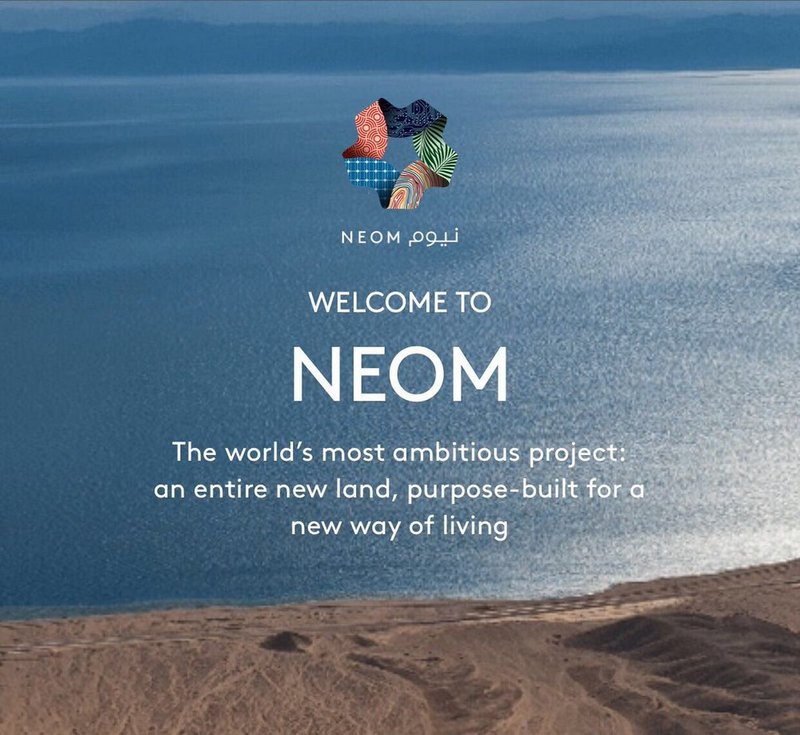 NEOM نيوم
WELCOME TO
NEOM
The world’s most ambitious project:
an entire new land, purpose-built for a
new way of living